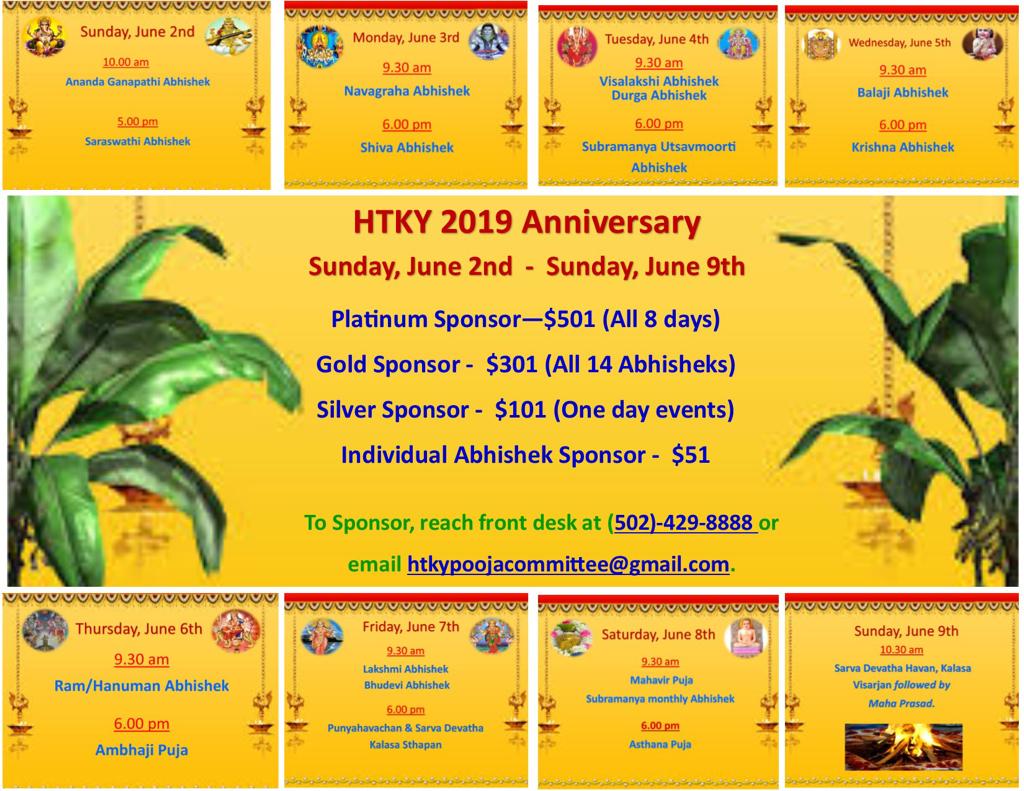 Sunday, June 2nd
10.00 am
Ananda Ganapathi Abhishek
5.00 pm
Saraswathi Abhishek
Monday, June 3rd
9.30 am
Navagraha Abhishek
6.00 pm
Shiva Abhishek
Tuesday, June 4th
9.30 am
Visalakshi Abhishek
Durga Abhishek
6.00 pm
Subramanya Utsavmoorti
Abhishek
Wednesday, June 5th
9.30 am
Balaji Abhishek
6.00 pm
Krishna Abhishek
HTKY 2019 Anniversary
Sunday, June 2nd - Sunday, June 9th
Platinum Sponsor—$501 (All 8 days)
Gold Sponsor - $301 (All 14 Abhisheks)
Silver Sponsor - $101 (One day events)
Individual Abhishek Sponsor - $51
To Sponsor, reach front desk at (502)-429-8888 or
email htkypoojacommittee@gmail.com.
Thursday, June 6th
9.30 am
Ram/Hanuman Abhishek
6.00 pm
Ambhaji Puja
Friday, June 7th
9.30 am
Lakshmi Abhishek
Bhudevi Abhishek
6.00 pm
Punyahavachan & Sarva Devatha
Kalasa Sthapan
Saturday, June 8th
9.30 am
Mahavir Puja
Subramanya monthly Abhishek
6.00 pm
Asthana Puja
Sunday, June 9th
10.30 am
Sarva Devatha Havan, Kalasa
Visarjan followed by
Maha Prasad.